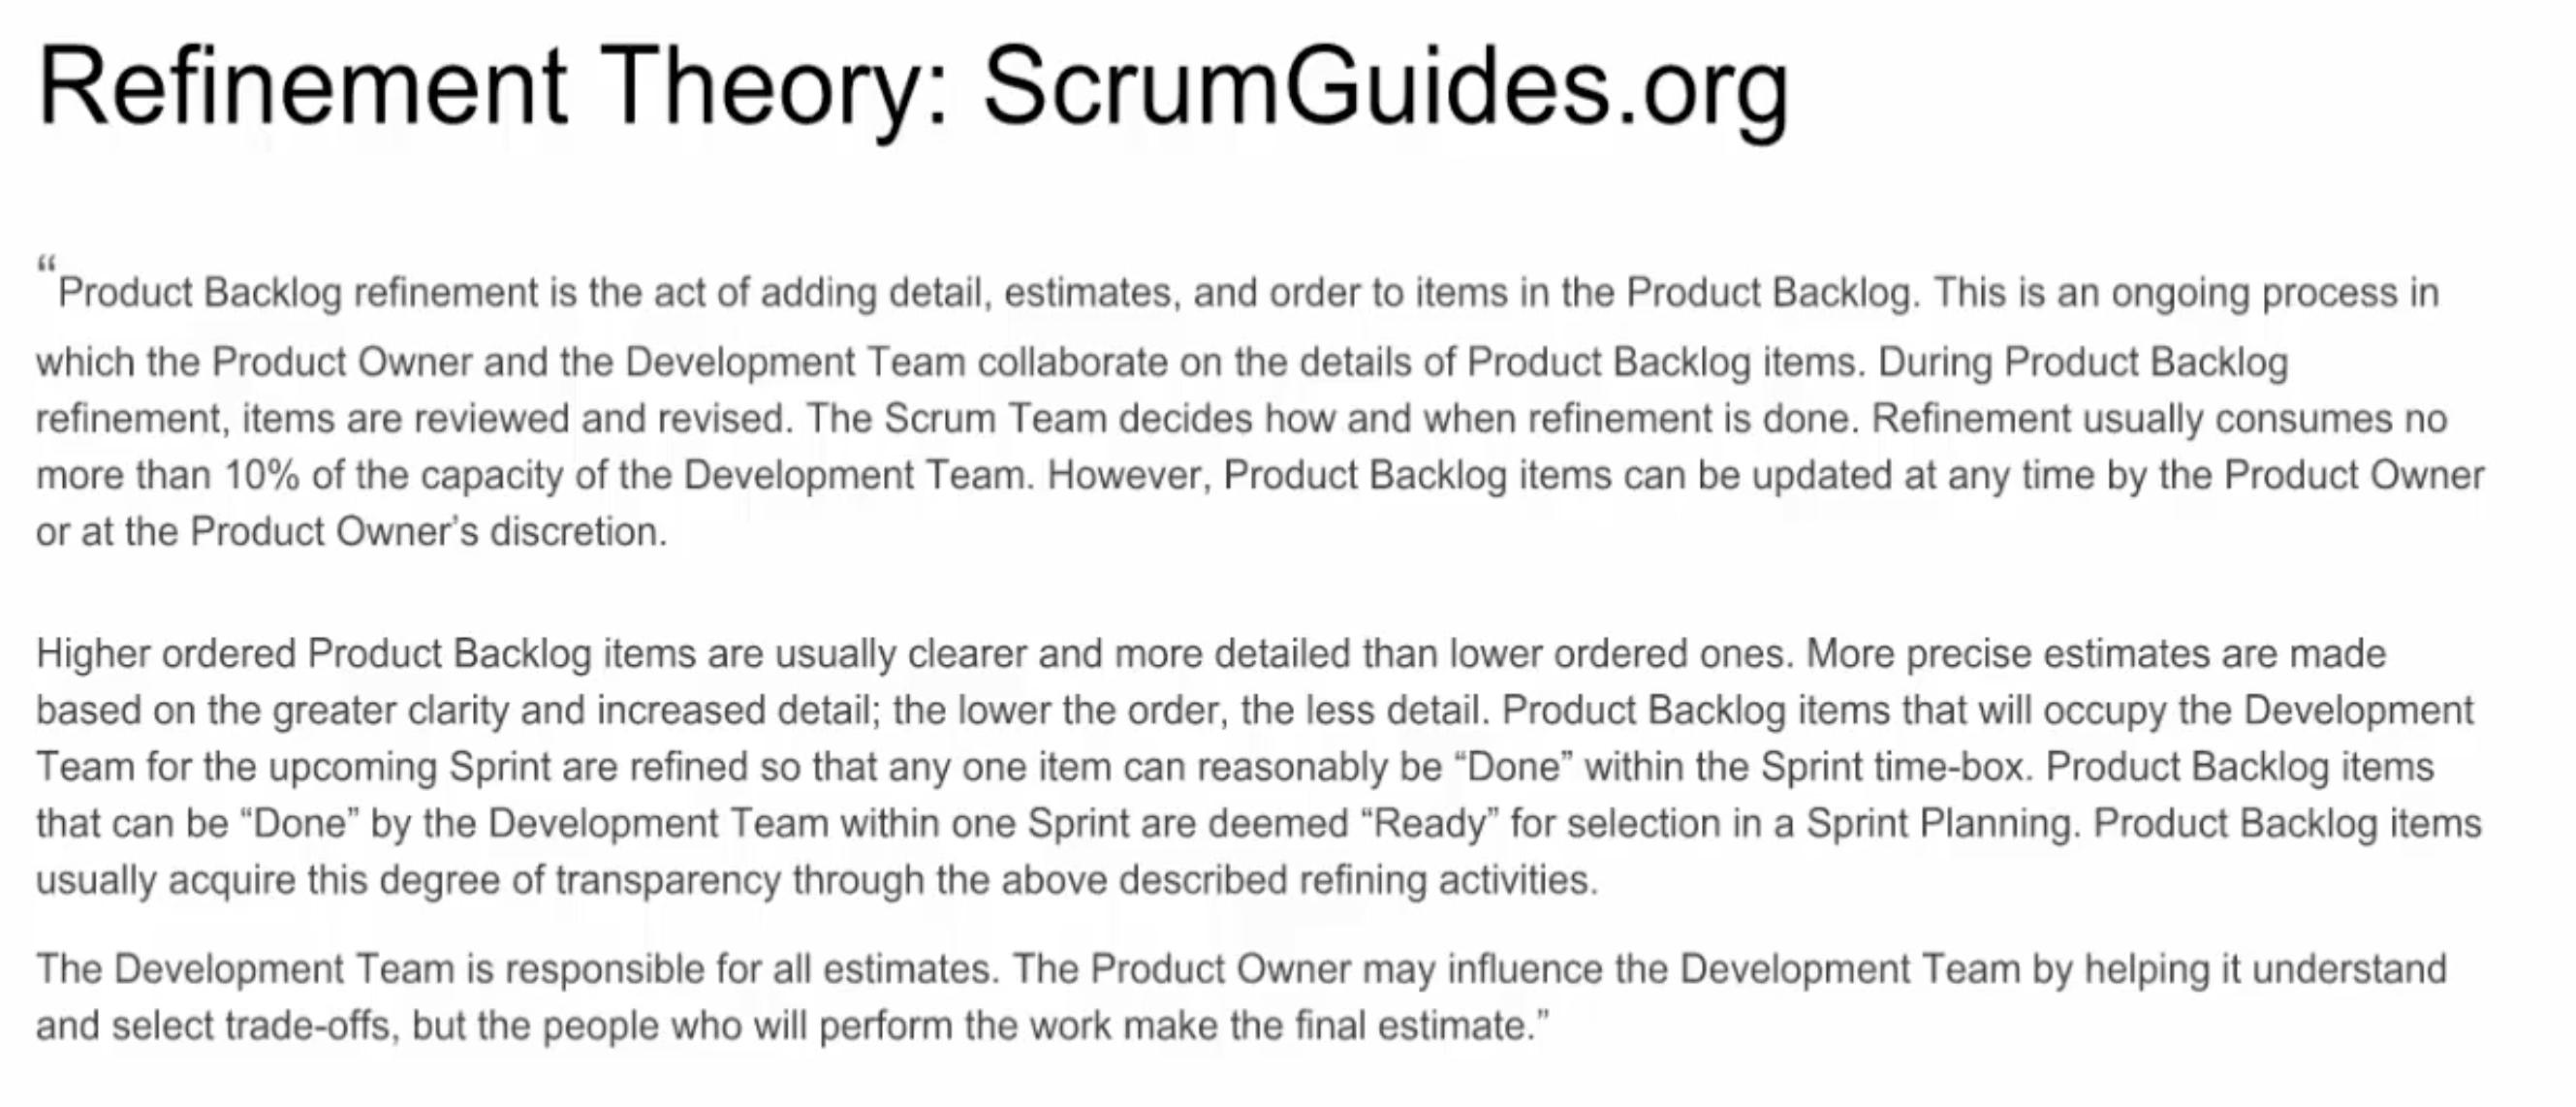 Refinement Theory: ScrumGuides.org
“Product Backlog refinement is the act of adding detail, estimates, and order to items in the Product Backlog. This is an ongoing process in
which the Product Owner and the Development Team collaborate on the details of Product Backlog items. During Product Backlog
refinement, items are reviewed and revised. The Scrum Team decides how and when refinement is done. Refinement usually consumes no
more than 10% of the capacity of the Development Team. However, Product Backlog items can be updated at any time by the Product Owner
or at the Product Owner’s discretion.
Higher ordered Product Backlog items are usually clearer and more detailed than lower ordered ones. More precise estimates are made
based on the greater clarity and increased detail; the lower the order, the less detail. Product Backlog items that will occupy the Development
Team for the upcoming Sprint are refined so that any one item can reasonably be “Done” within the Sprint time-box. Product Backlog items
that can be “Done” by the Development Team within one Sprint are deemed “Ready” for selection in a Sprint Planning. Product Backlog items
usually acquire this degree of transparency through the above described refining activities.
The Development Team is responsible for all estimates. The Product Owner may influence the Development Team by helping it understand
and select trade-offs, but the people who will perform the work make the final estimate.”